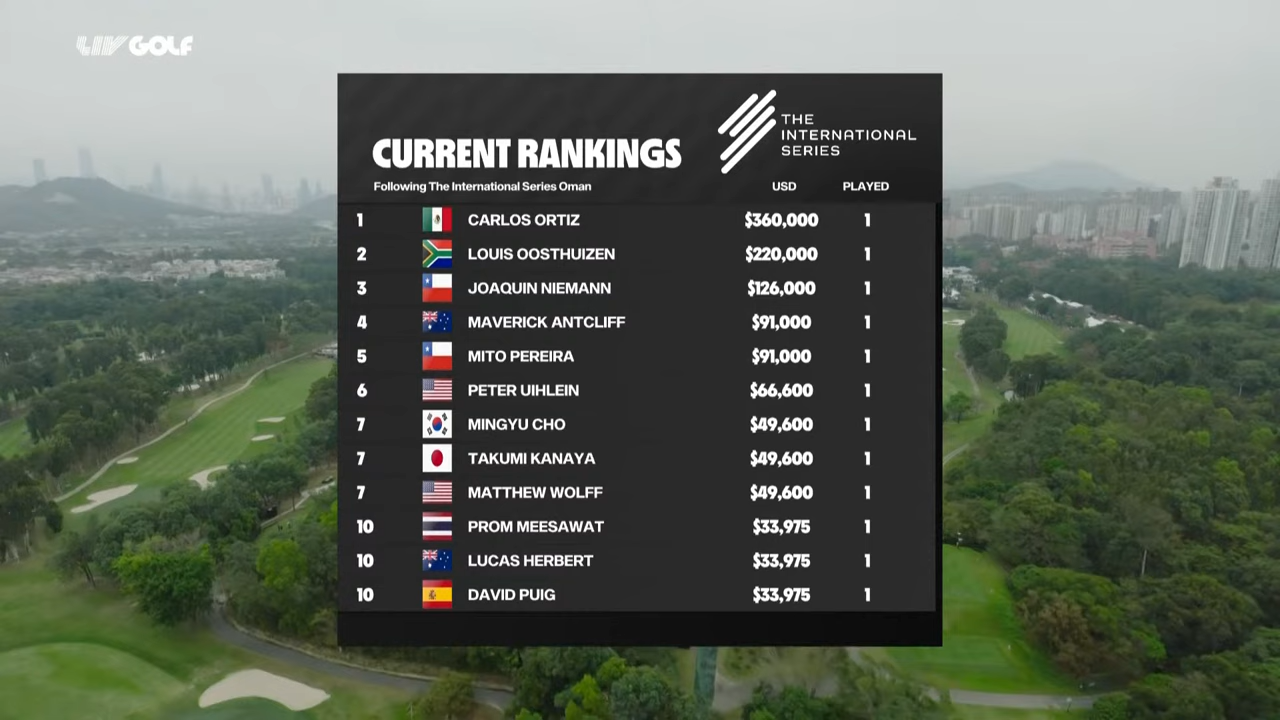 LIV GOLF
THE
INTERNATIONAL
SERIES
CURRENT RANKINGS
Following The International Series Oman USD PLAYED
1 CARLOS ORTIZ $360,000 1
2 LOUIS OOSTHUIZEN $220,000 1
3 JOAQUIN NIEMANN $126,000 1
4 MAVERICK ANTCLIFF $91,000 1
5 MITO PEREIRA $91,000 1
6 PETER UIHLEIN $66,600 1
7 MINGYU CHO $49,600 1
7 TAKUMI KANAYA $49,600 1
7 MATTHEW WOLFF $49,600 1
10 PROM MEESAWAT $33,975 1
10 LUCAS HERBERT $33,975 1
10 DAVID PUIG $33,975 1